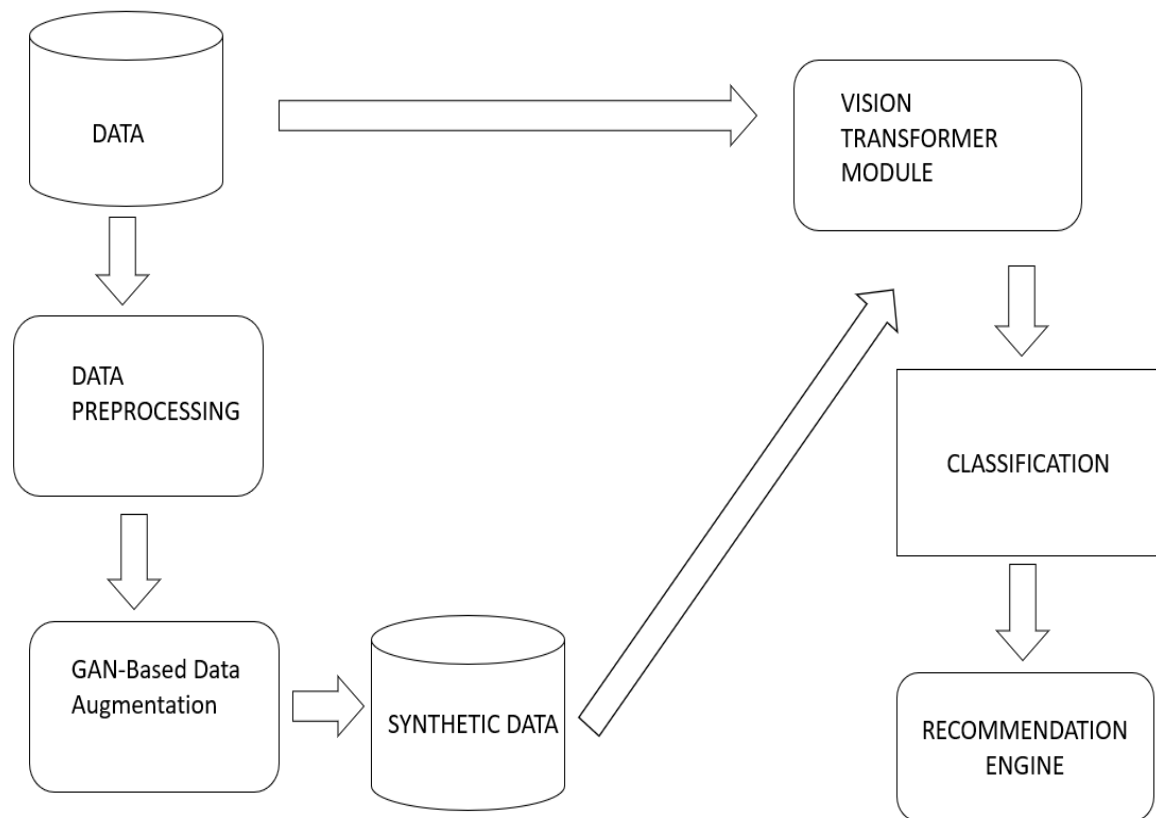 DATA
VISION
TRANSFORMER
MODULE
DATA
PREPROCESSING
CLASSIFICATION
GAN-Based Data
Augmentation
SYNTHETIC DATA
RECOMMENDATION
ENGINE